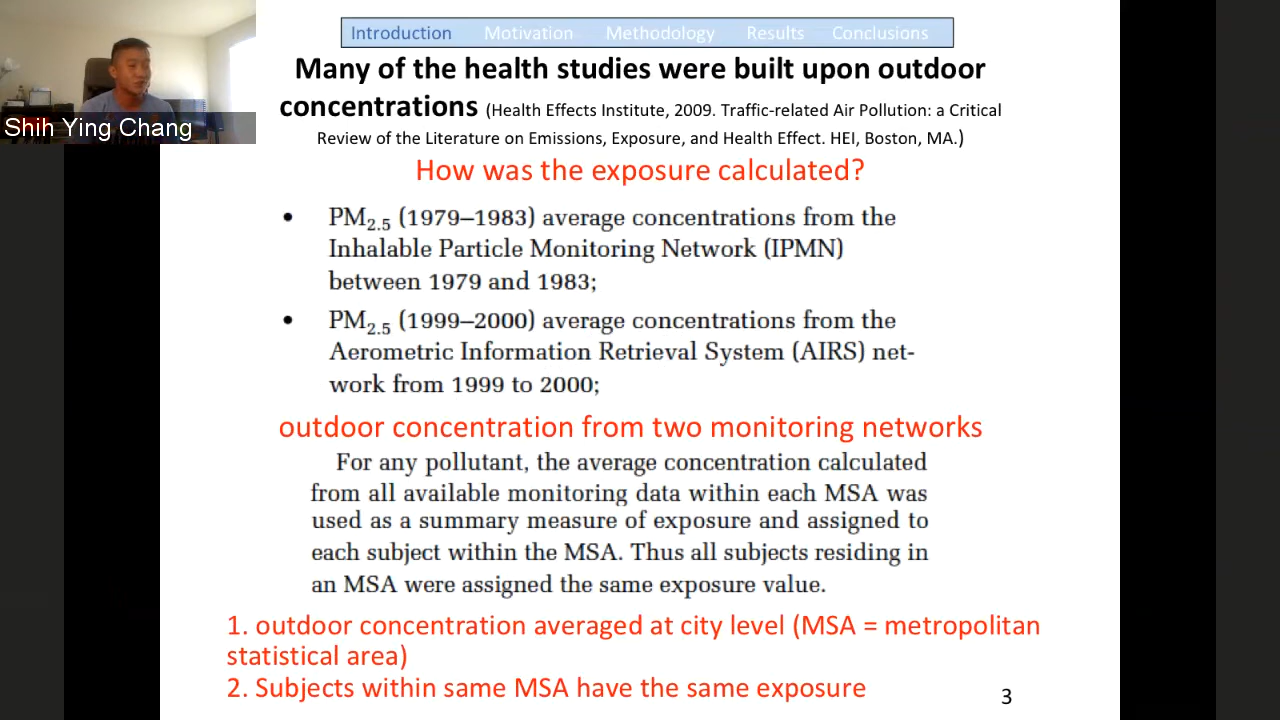 Shih Ying Chang
Introduction Motivation Methodology Results Conclusions
Many of the health studies were built upon outdoor
concentrations (Health Effects Institute, 2009. Traffic-related Air Pollution: a Critical
Review of the Literature on Emissions, Exposure, and Health Effect. HEI, Boston, MA.)
How was the exposure calculated?
• PM2.5 (1979–1983) average concentrations from the
Inhalable Particle Monitoring Network (IPMN)
between 1979 and 1983;
• PM2.5 (1999–2000) average concentrations from the
Aerometric Information Retrieval System (AIRS) net-
work from 1999 to 2000;
outdoor concentration from two monitoring networks
For any pollutant, the average concentration calculated
from all available monitoring data within each MSA was
used as a summary measure of exposure and assigned to
each subject within the MSA. Thus all subjects residing in
an MSA were assigned the same exposure value.
1. outdoor concentration averaged at city level (MSA = metropolitan
statistical area)
2. Subjects within same MSA have the same exposure
3